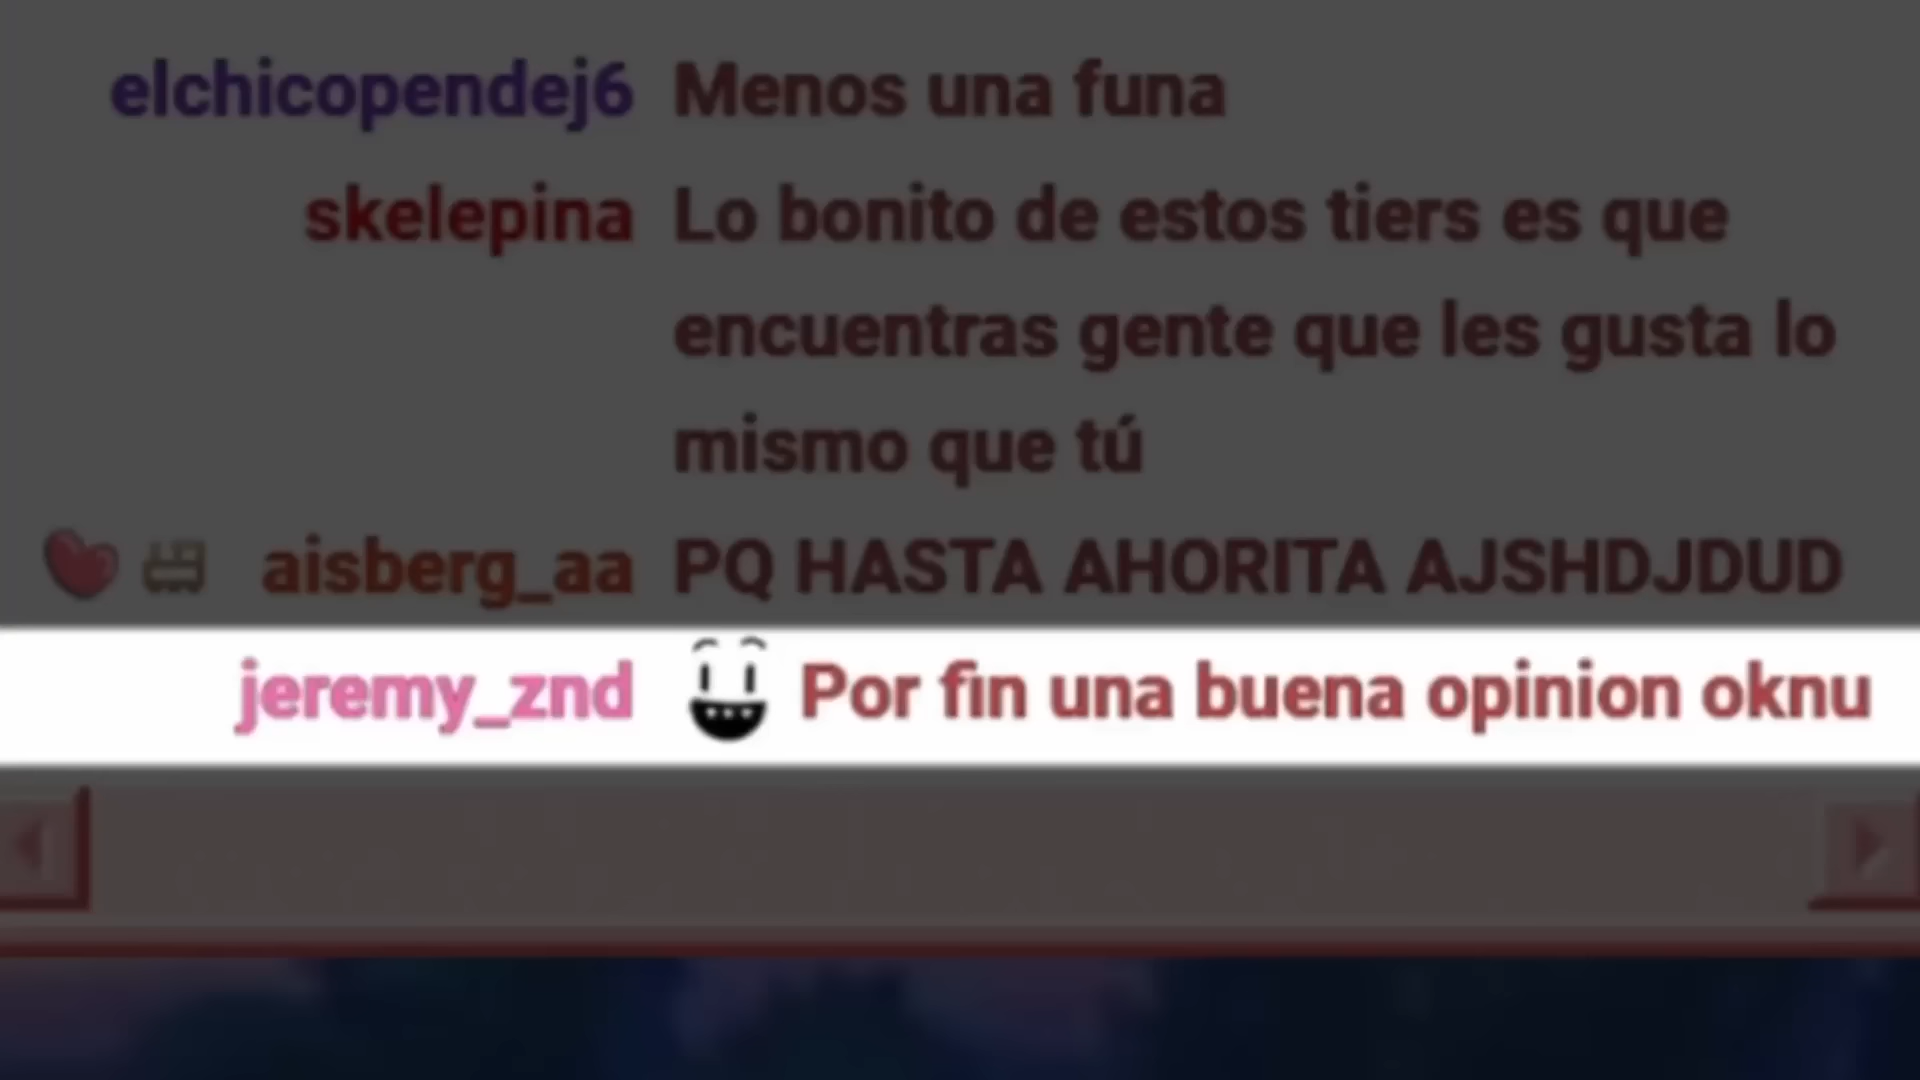 elchicopendej6 Menos una funa
skelepina Lo bonito de estos tiers es que
encuentras gente que les gusta lo
mismo que tú
aisberg_aa PQ HASTA AHORITA AJSHDJDUD
jeremy_znd Por fin una buena opinion oknu